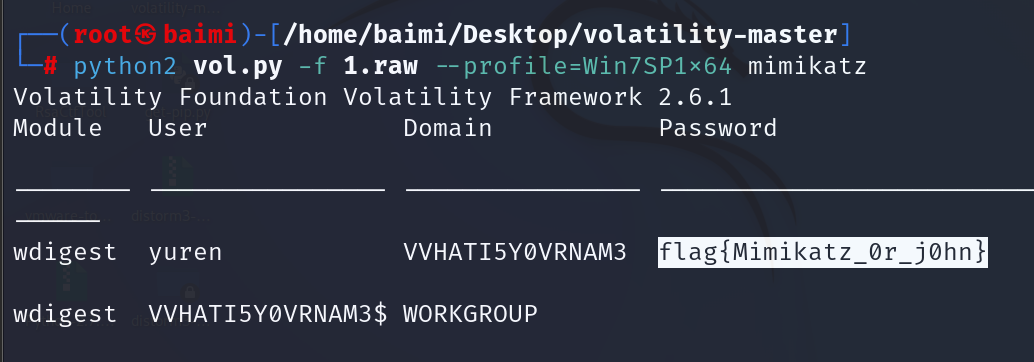 ┌──(root㉿baimi)-[/home/baimi/Desktop/volatility-master]
└─# python2 vol.py -f 1.raw --profile=Win7SP1×64 mimikatz
Volatility Foundation Volatility Framework 2.6.1
Module User Domain Password
wdigest yuren VVHATI5Y0VRNAM3 flag{Mimikatz_0r_j0hn}
wdigest VVHATI5Y0VRNAM3$ WORKGROUP